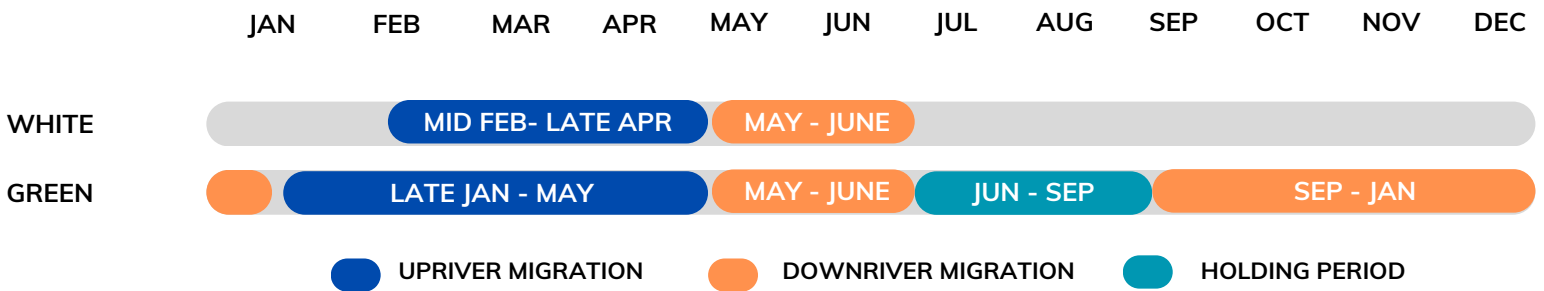 JAN FEB MAR APR MAY JUN JUL AUG SEP OCT NOV DEC
WHITE MID FEB- LATE APR MAY - JUNE
GREEN LATE JAN - MAY MAY - JUNE JUN - SEP SEP - JAN
UPRIVER MIGRATION DOWNRIVER MIGRATION HOLDING PERIOD